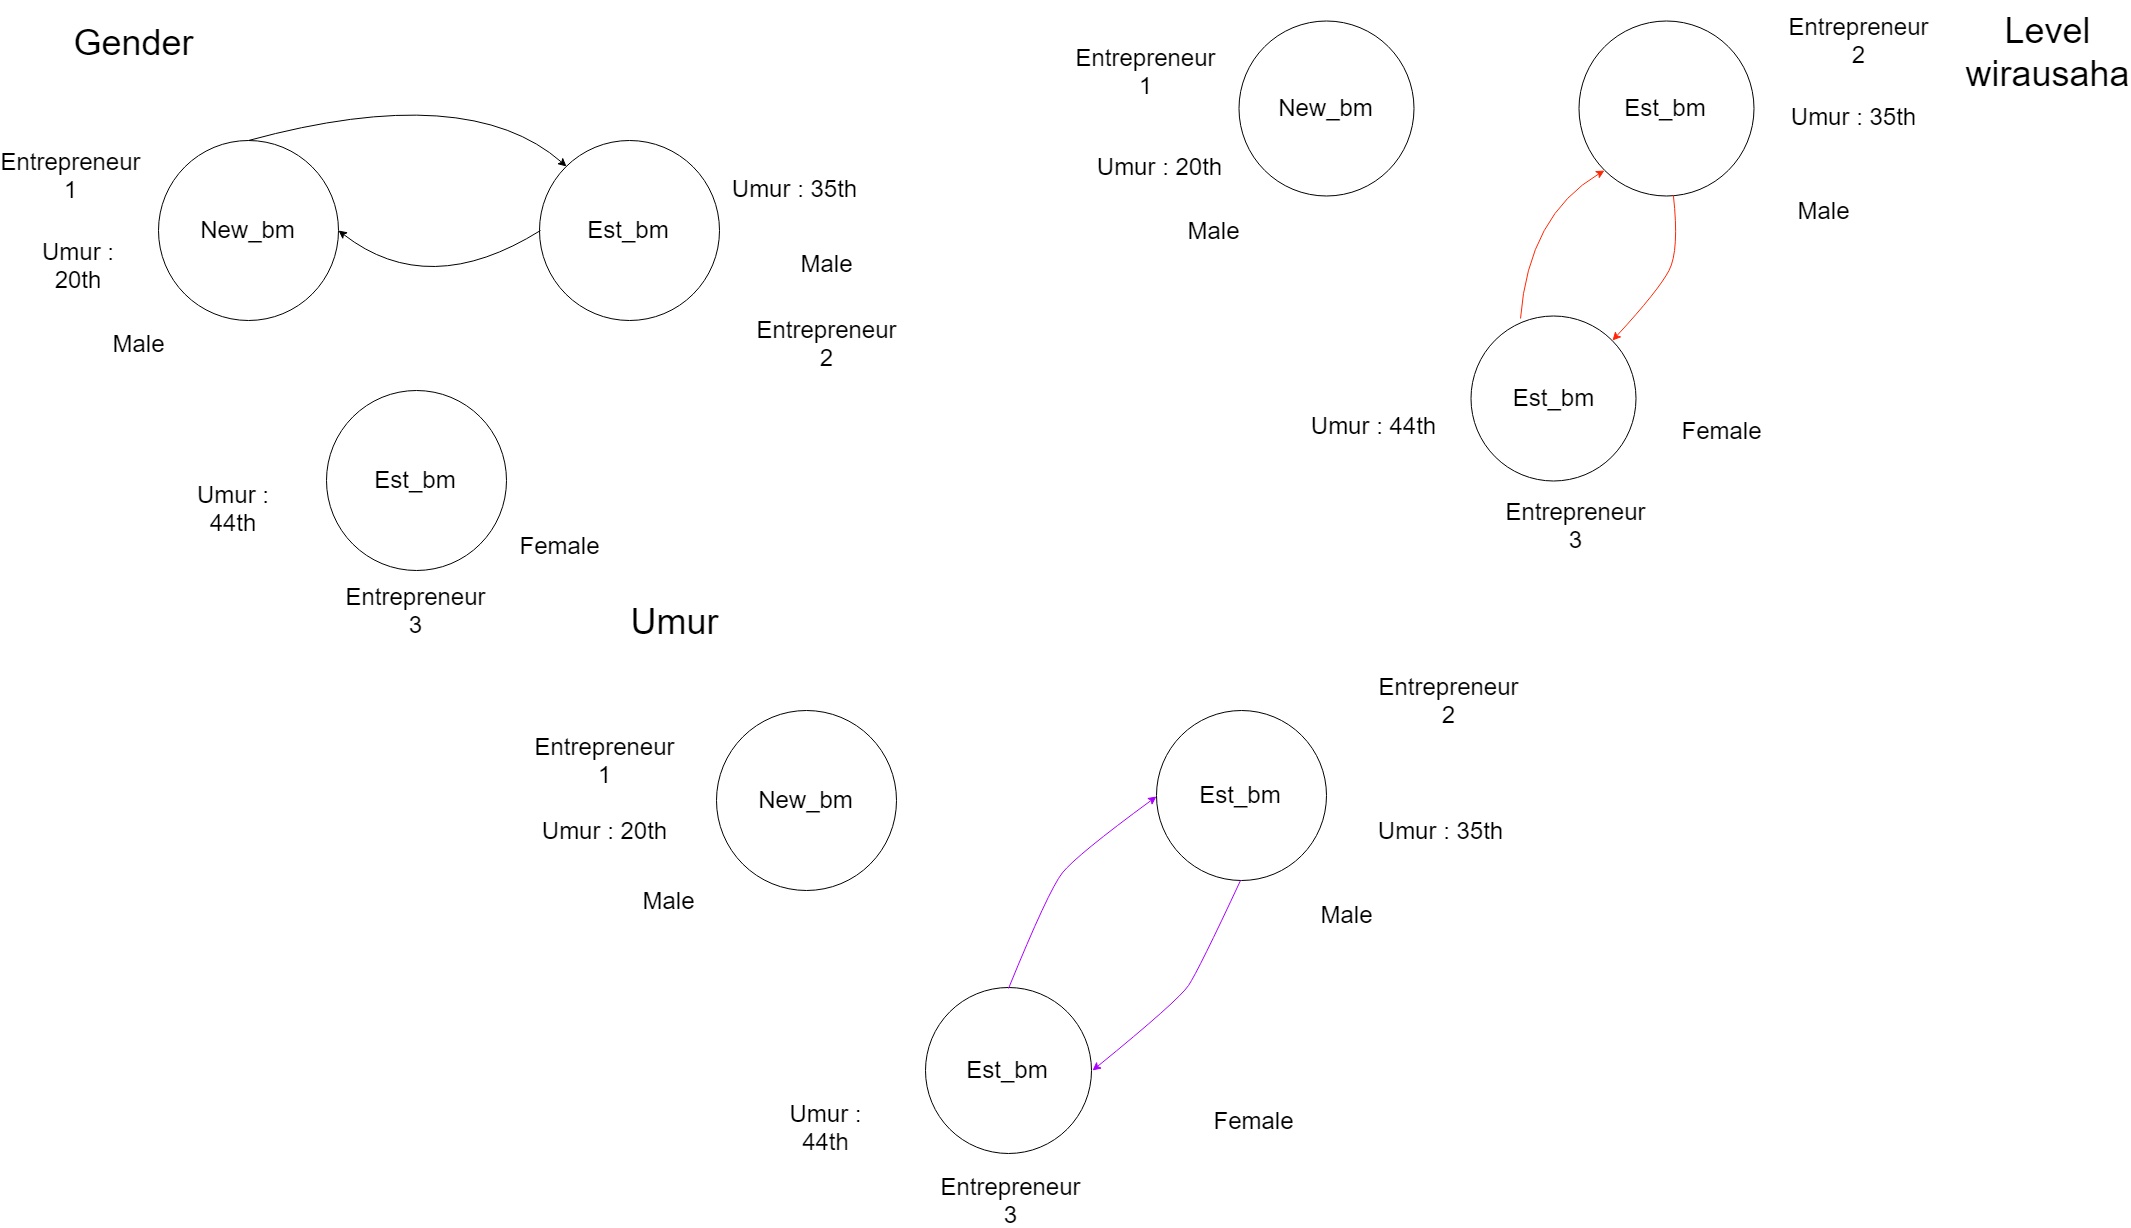 Gender
Entrepreneur
1
New_bm
Umur :
20th
Male
Est_bm
Umur : 35th
Male
Entrepreneur
2
Est_bm
Umur :
44th
Female
Entrepreneur
3
Level
wirausaha
Entrepreneur
1
New_bm
Umur : 20th
Male
Est_bm
Entrepreneur
2
Umur : 35th
Male
Est_bm
Umur : 44th
Female
Entrepreneur
3
Umur
Entrepreneur
1
New_bm
Umur : 20th
Male
Entrepreneur
2
Est_bm
Umur : 35th
Male
Est_bm
Umur :
44th
Female
Entrepreneur
3